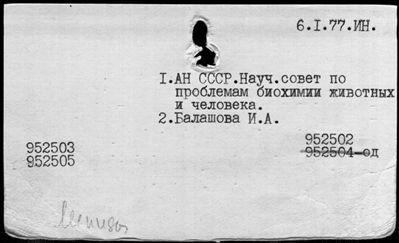 6.I.77.ИН.
I.АН СССР.Науч.совет по
проблемам биохимии животных
и человека.
2.Балашова И.А.
952503
952505
952502
952504-од